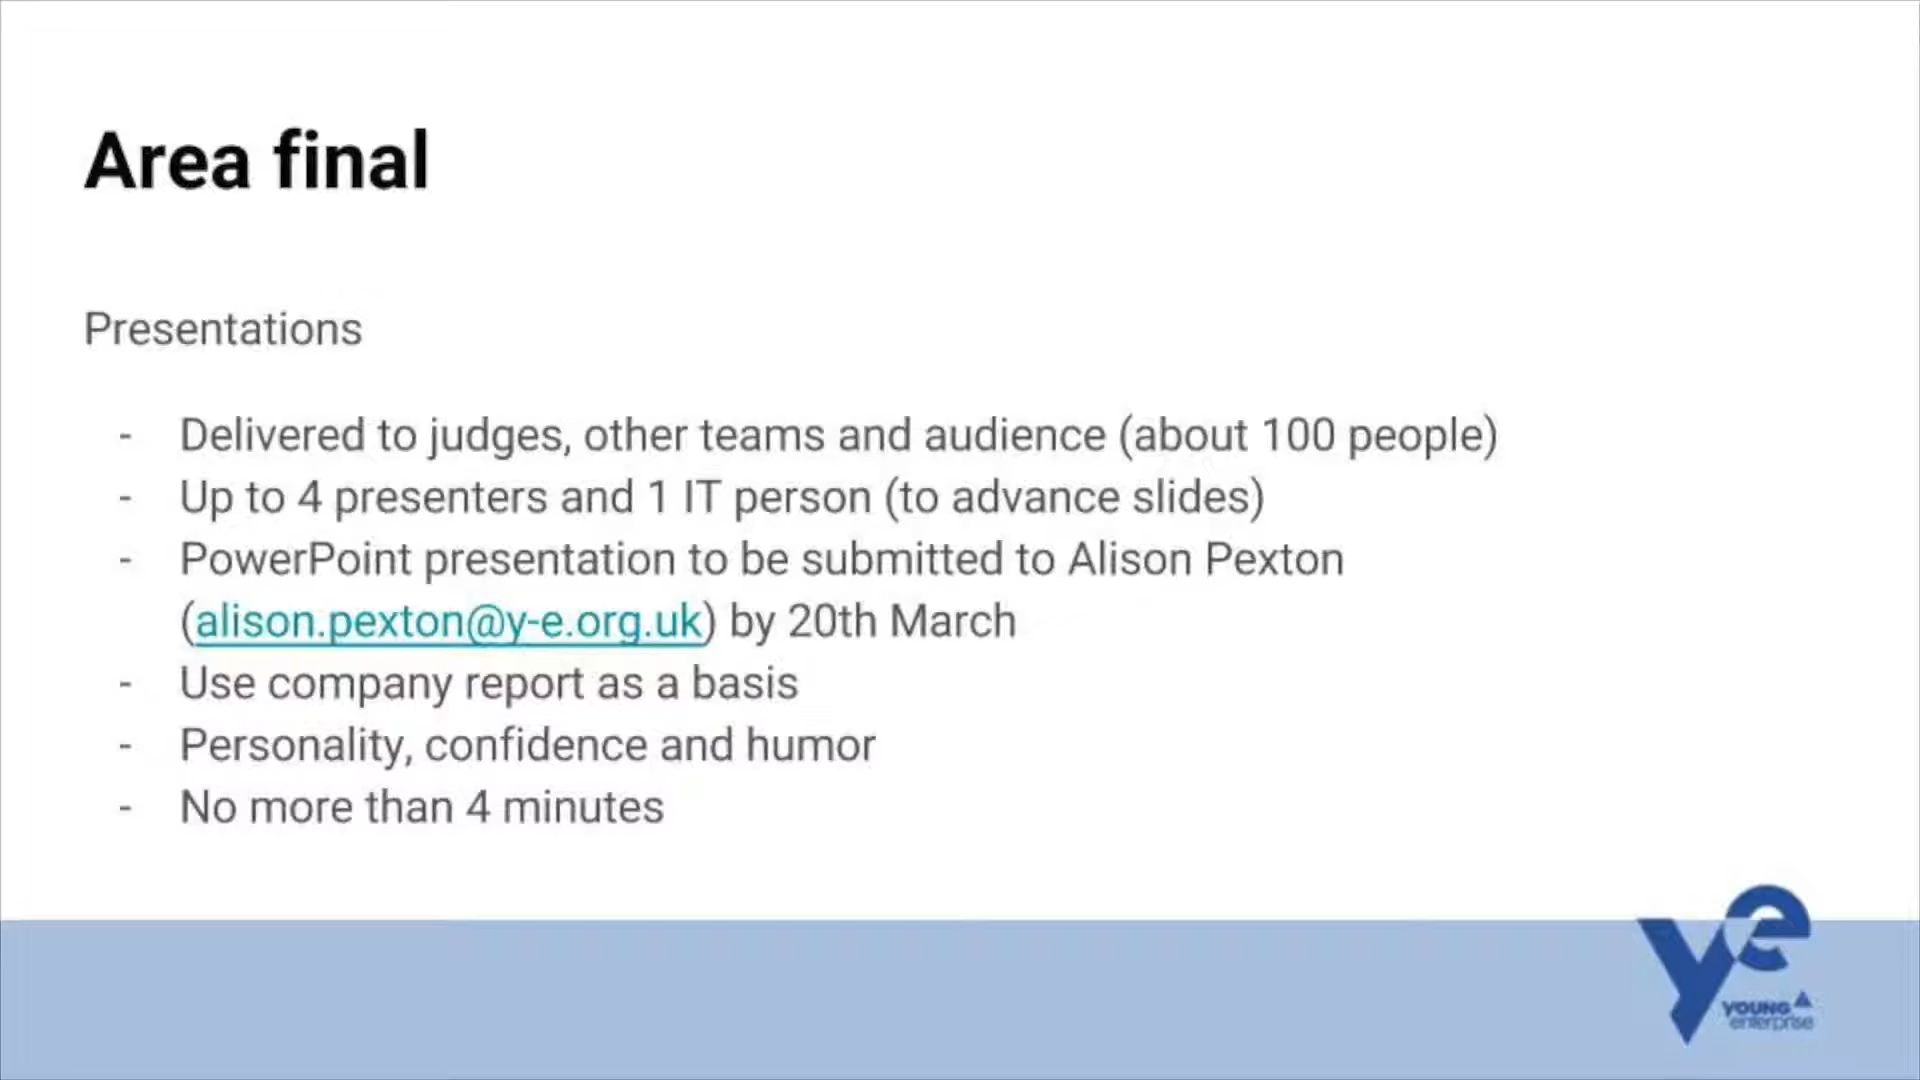 Area final
Presentations
- Delivered to judges, other teams and audience (about 100 people)
- Up to 4 presenters and 1 IT person (to advance slides)
- PowerPoint presentation to be submitted to Alison Pexton
(alison.pexton@y-e.org.uk) by 20th March
- Use company report as a basis
- Personality, confidence and humor
- No more than 4 minutes
ye
YOUNG
enterprise